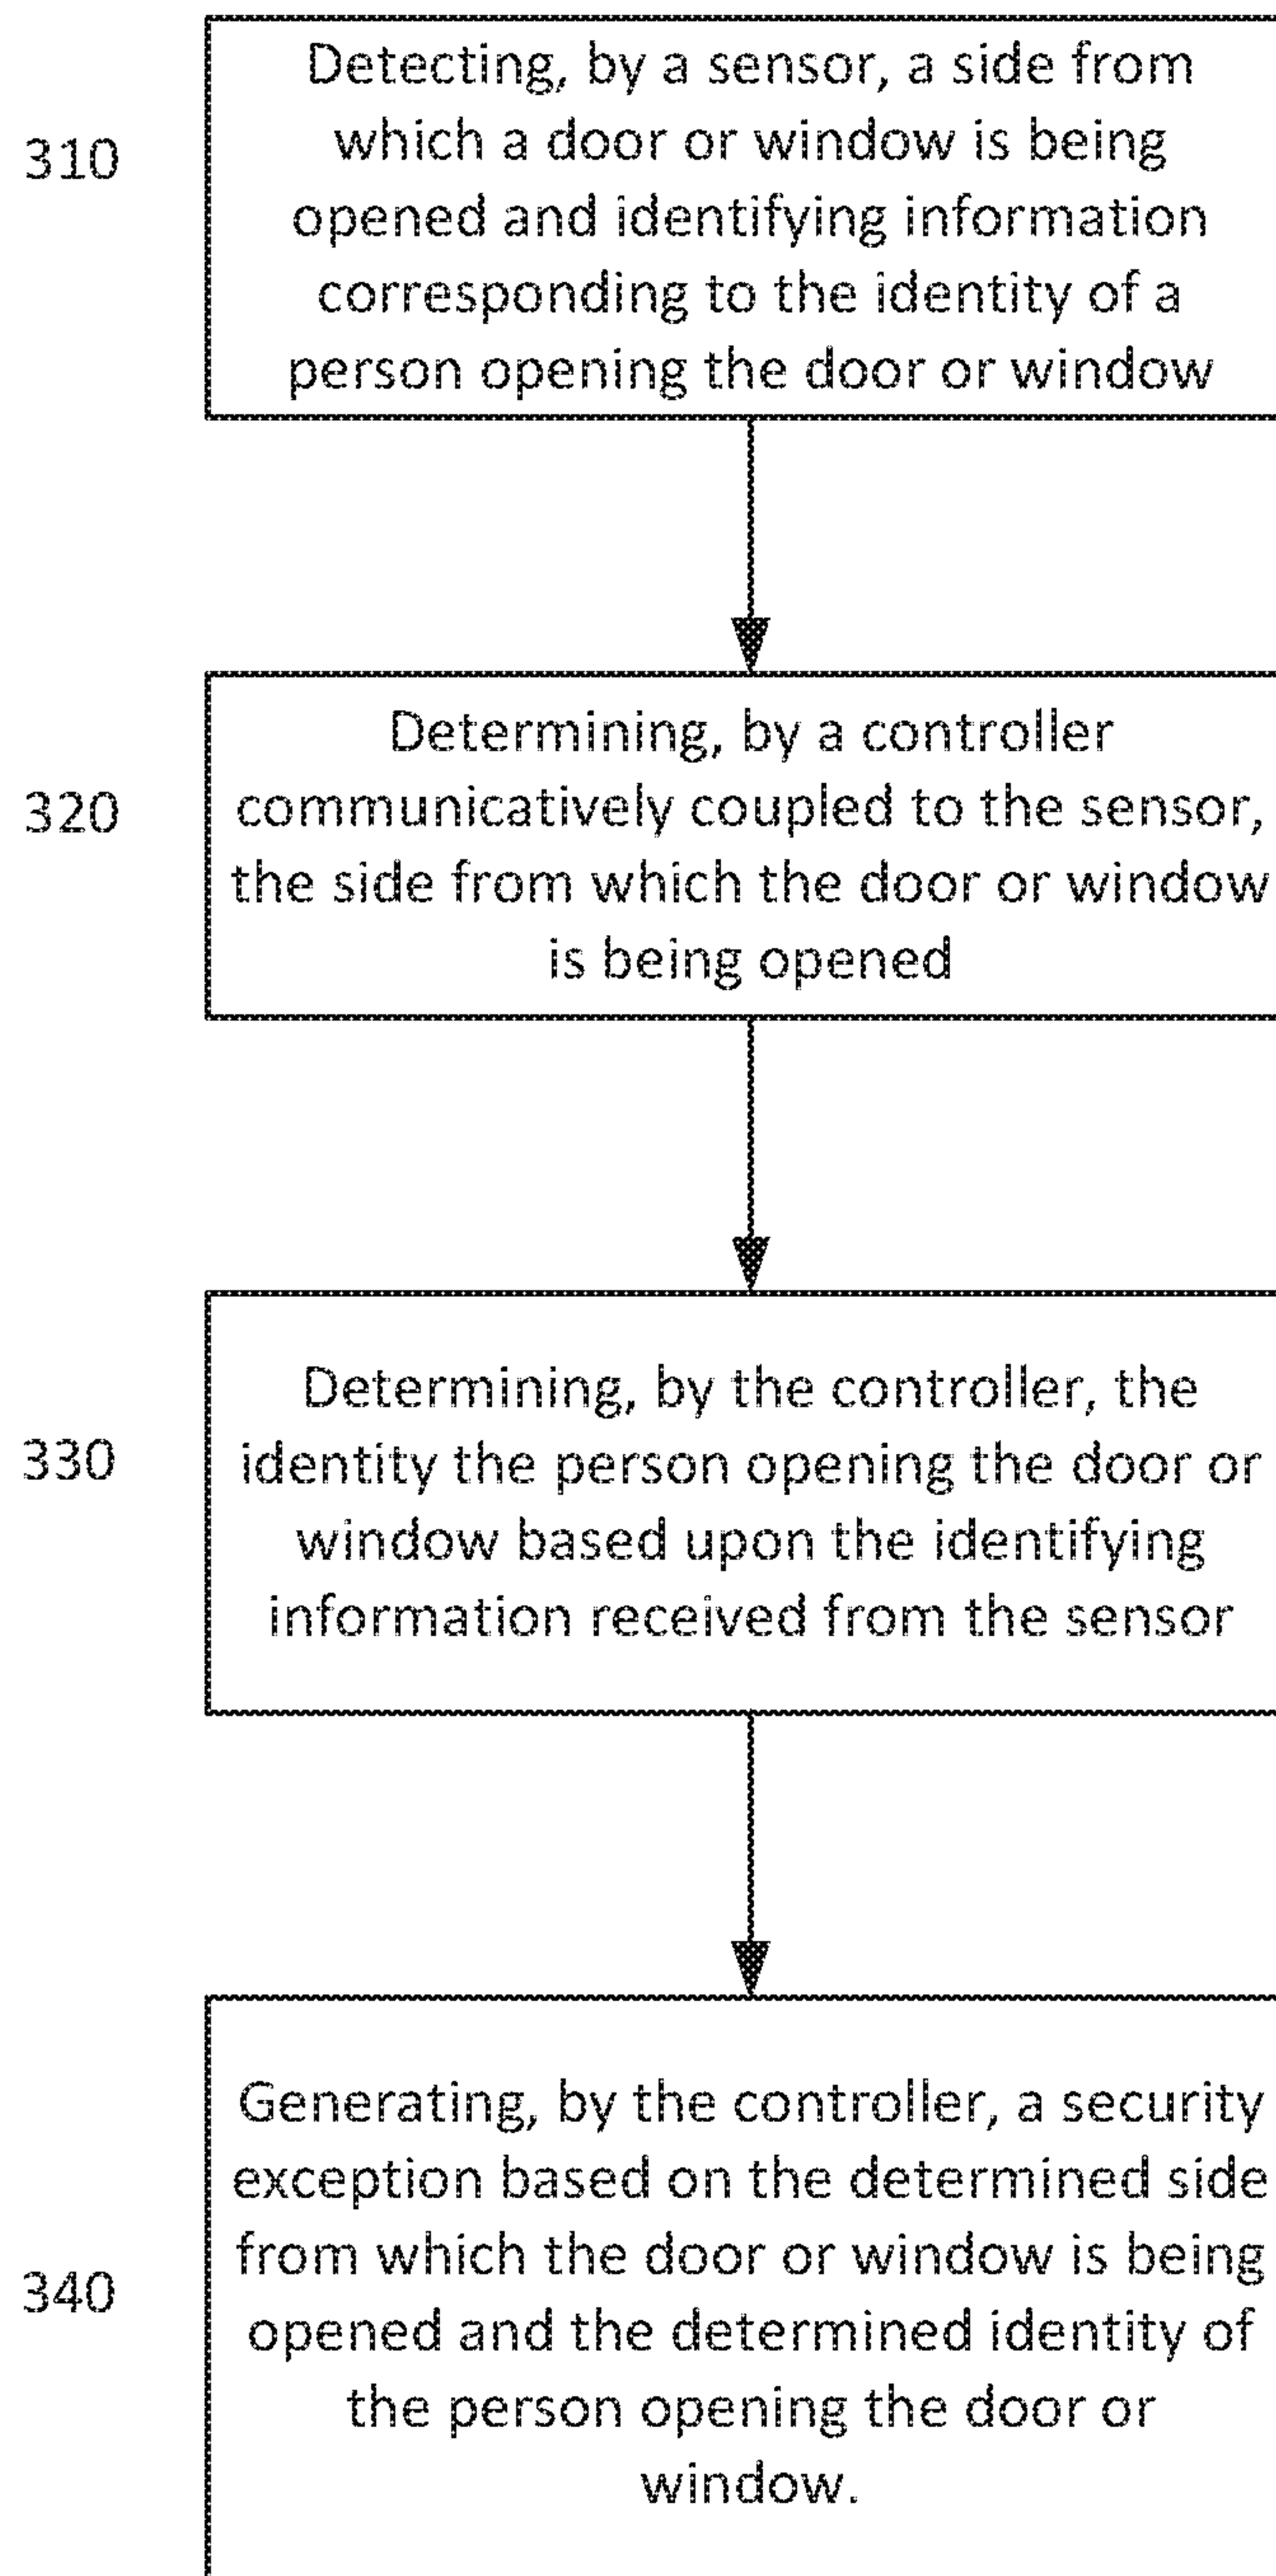 310
Detecting, by a sensor, a side from
which a door or window is being
opened and identifying information
corresponding to the identity of a
person opening the door or window
320
Determining, by a controller
communicatively coupled to the sensor,
the side from which the door or window
is being opened
330
Determining, by the controller, the
identity the person opening the door or
window based upon the identifying
information received from the sensor
340
Generating, by the controller, a security
exception based on the determined side
from which the door or window is being
opened and the determined identity of
the person opening the door or
window.